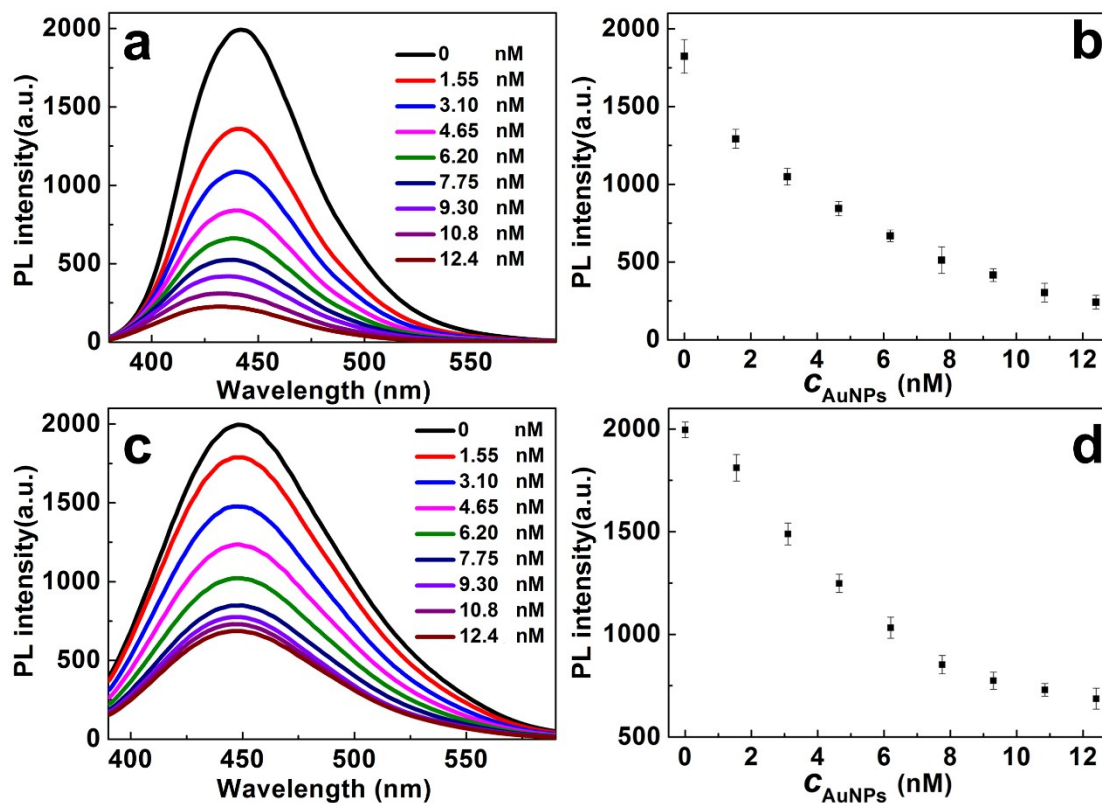 a
PL intensity(a.u.)
2000
1500
1000
500
0
0 nM
1.55 nM
3.10 nM
4.65 nM
6.20 nM
7.75 nM
9.30 nM
10.8 nM
12.4 nM
400 450 500 550
Wavelength (nm)
b
PL intensity(a.u.)
2000
1500
1000
500
0
0 2 4 6 8 10 12
cAuNPs (nM)
c
PL intensity(a.u.)
2000
1500
1000
500
0
0 nM
1.55 nM
3.10 nM
4.65 nM
6.20 nM
7.75 nM
9.30 nM
10.8 nM
12.4 nM
400 450 500 550
Wavelength (nm)
d
PL intensity(a.u.)
2000
1500
1000
500
0 2 4 6 8 10 12
cAuNPs (nM)